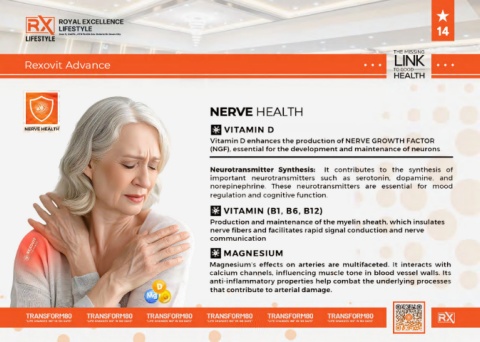 RX
LIFESTYLE
ROYAL EXCELLENCE
LIFESTYLE
★
14
Rexovit Advance
THE MISSING
LINK
TO GOOD
HEALTH
NERVE HEALTH
NERVE HEALTH
VITAMIN D
Vitamin D enhances the production of NERVE GROWTH FACTOR
(NGF), essential for the development and maintenance of neurons
Neurotransmitter Synthesis: It contributes to the synthesis of
important neurotransmitters such as serotonin, dopamine, and
norepinephrine. These neurotransmitters are essential for mood
regulation and cognitive function.
VITAMIN (B1, B6, B12)
Production and maintenance of the myelin sheath, which insulates
nerve fibers and facilitates rapid signal conduction and nerve
communication
MAGNESIUM
Magnesium's effects on arteries are multifaceted. It interacts with
calcium channels, influencing muscle tone in blood vessel walls. Its
anti-inflammatory properties help combat the underlying processes
that contribute to arterial damage.
D
Mg
TRANSFORM80 TRANSFORM80 TRANSFORM80 TRANSFORM80 TRANSFORM80 TRANSFORM80
RX